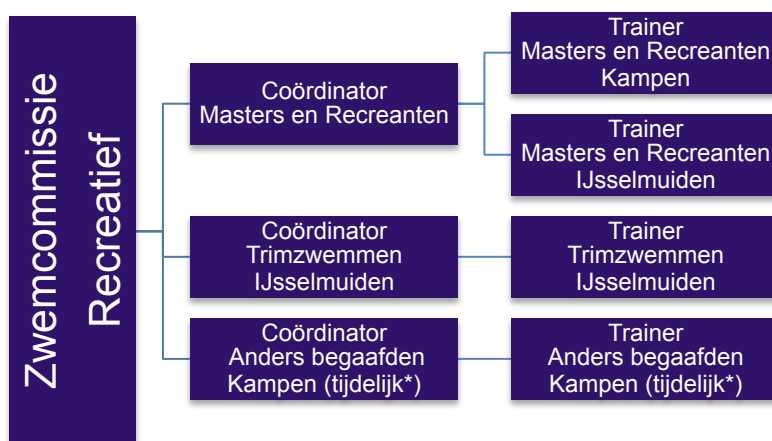 Zwemcommissie
Recreatief
Coördinator
Masters en Recreanten
Trainer
Masters en Recreanten
Kampen
Trainer
Masters en Recreanten
IJsselmuiden
Coördinator
Trimzwemmen
IJsselmuiden
Trainer
Trimzwemmen
IJsselmuiden
Coördinator
Anders begaafden
Kampen (tijdelijk*)
Trainer
Anders begaafden
Kampen (tijdelijk*)